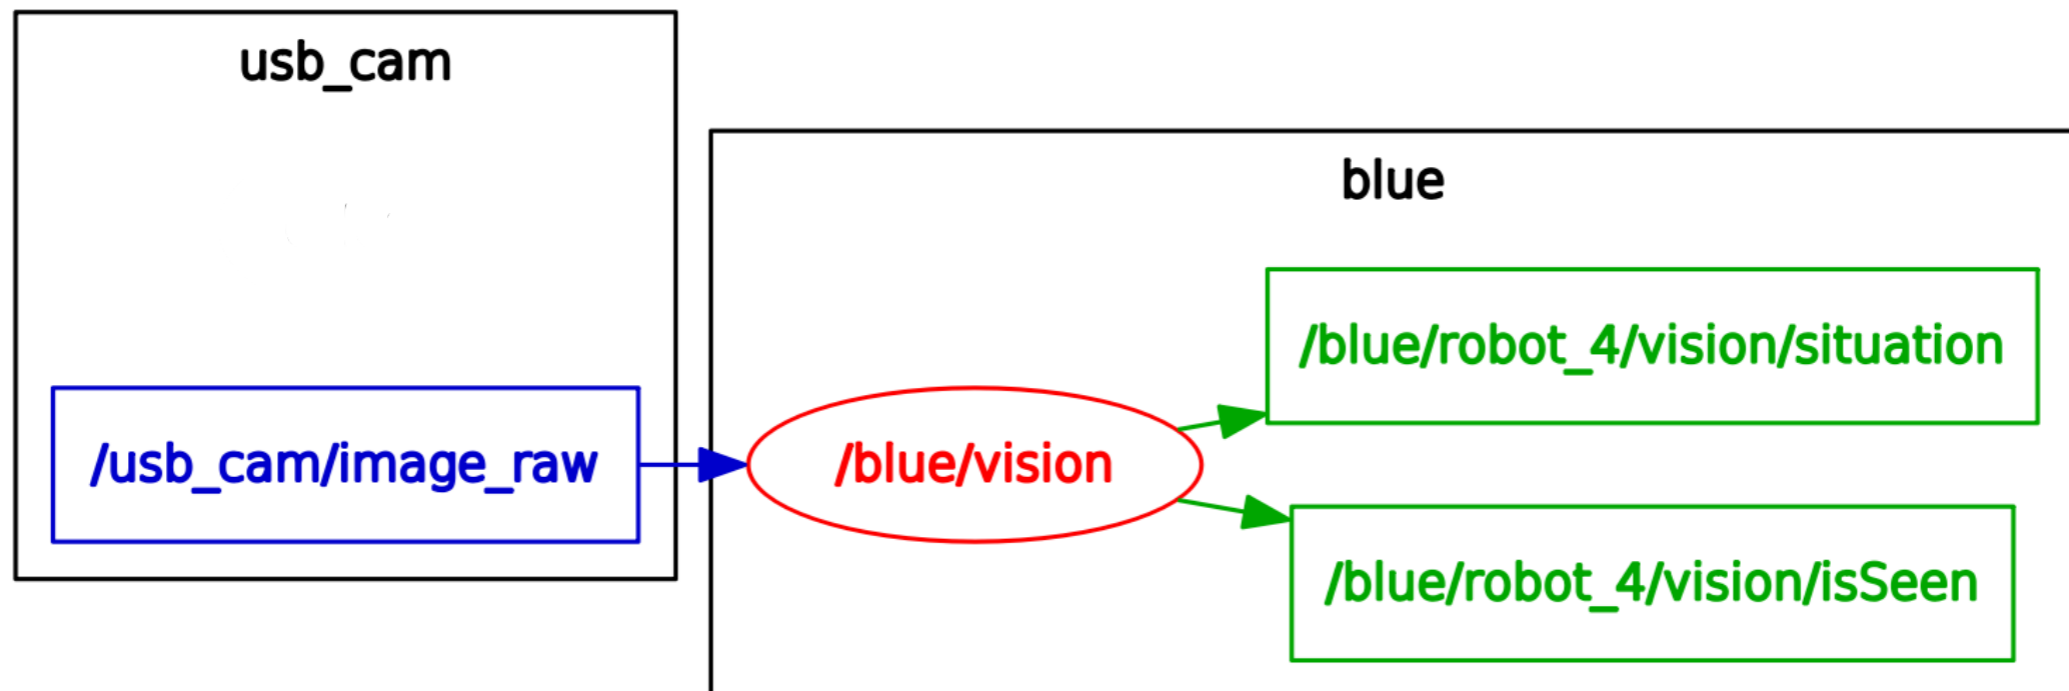 usb_cam
/usb_cam/image_raw
blue
/blue/vision
/blue/robot_4/vision/situation
/blue/robot_4/vision/isSeen